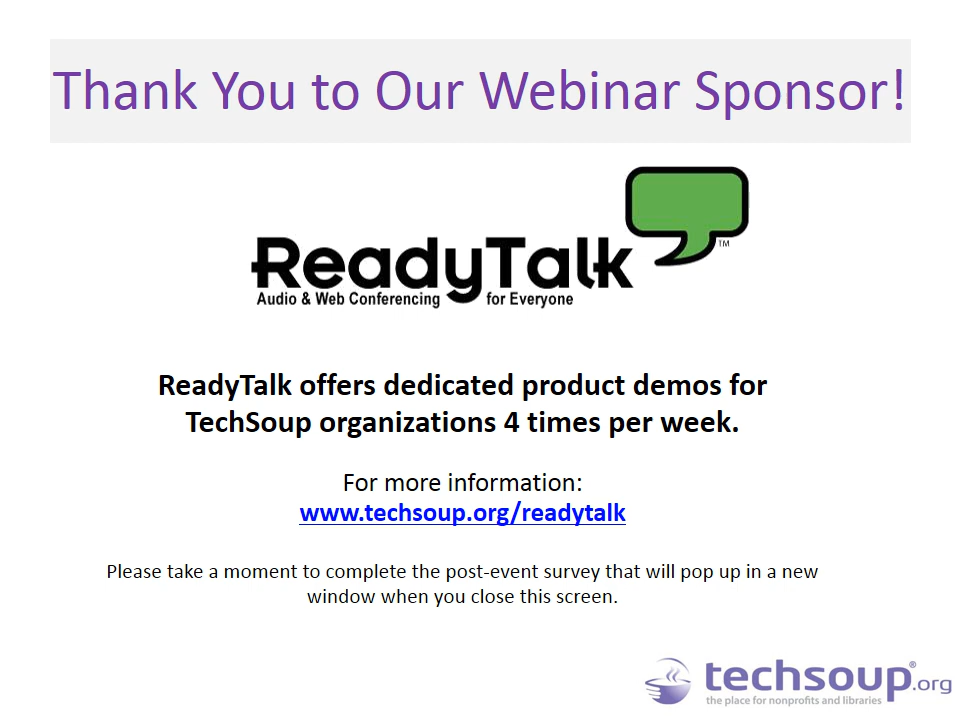 Thank You to Our Webinar Sponsor!
ReadyTalk ™
Audio & Web Conferencing for Everyone
ReadyTalk offers dedicated product demos for
TechSoup organizations 4 times per week.
For more information:
www.techsoup.org/readytalk
Please take a moment to complete the post-event survey that will pop up in a new
window when you close this screen.
techsoup®.org
the place for nonprofits and libraries